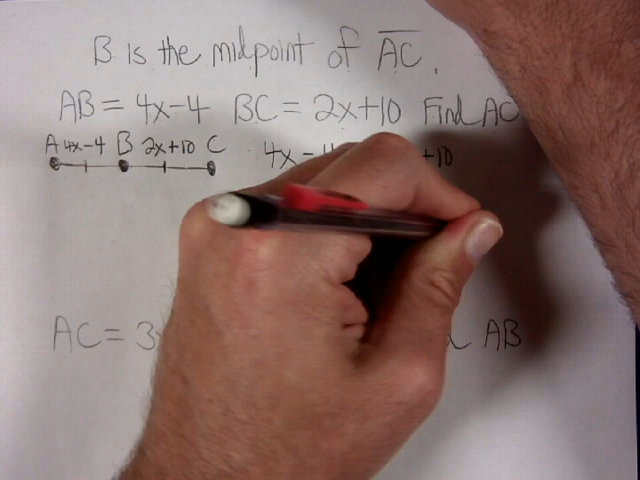 B is the midpoint of AC.
AB = 4x-4 BC = 2x+10 Find AC
A 4x-4 B 2x+10 C 4x - +10
AC = 3 AB